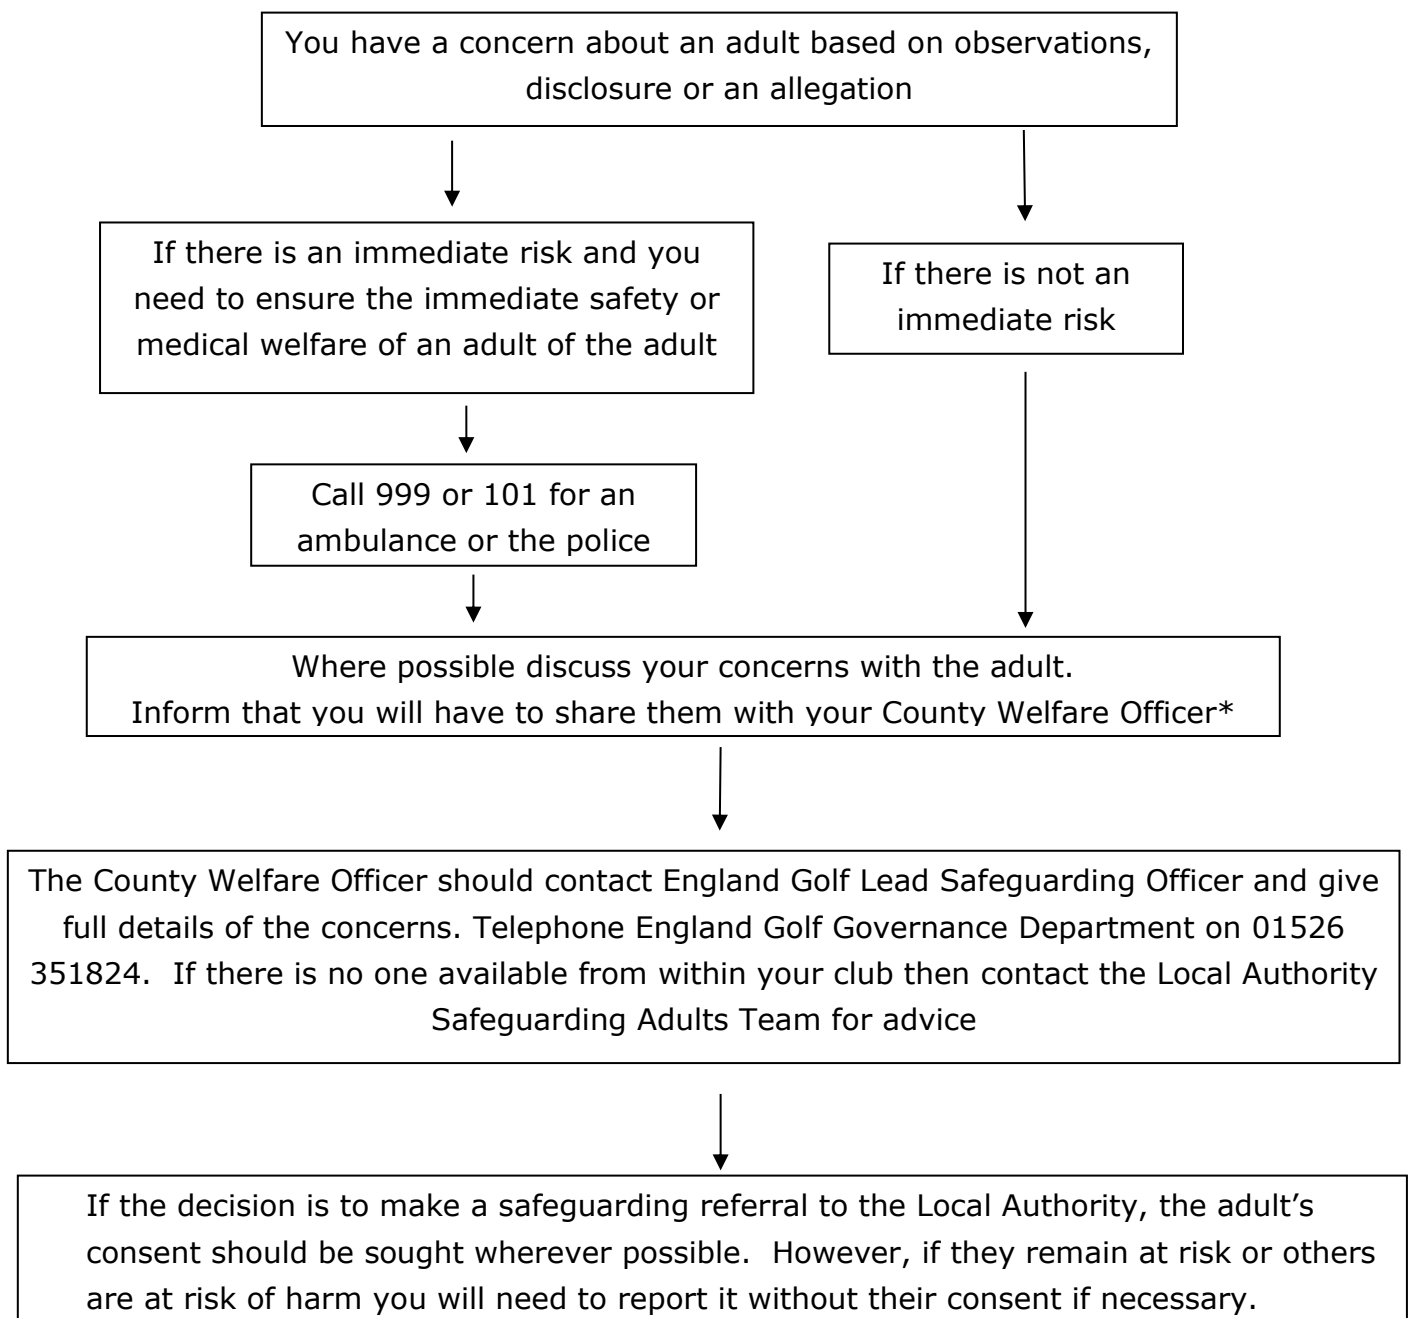 You have a concern about an adult based on observations,
disclosure or an allegation
If there is an immediate risk and you
need to ensure the immediate safety or
medical welfare of an adult of the adult
If there is not an
immediate risk
Call 999 or 101 for an
ambulance or the police
Where possible discuss your concerns with the adult.
Inform that you will have to share them with your County Welfare Officer*
The County Welfare Officer should contact England Golf Lead Safeguarding Officer and give
full details of the concerns. Telephone England Golf Governance Department on 01526
351824.  If there is no one available from within your club then contact the Local Authority
Safeguarding Adults Team for advice
If the decision is to make a safeguarding referral to the Local Authority, the adult’s
consent should be sought wherever possible.  However, if they remain at risk or others
are at risk of harm you will need to report it without their consent if necessary.